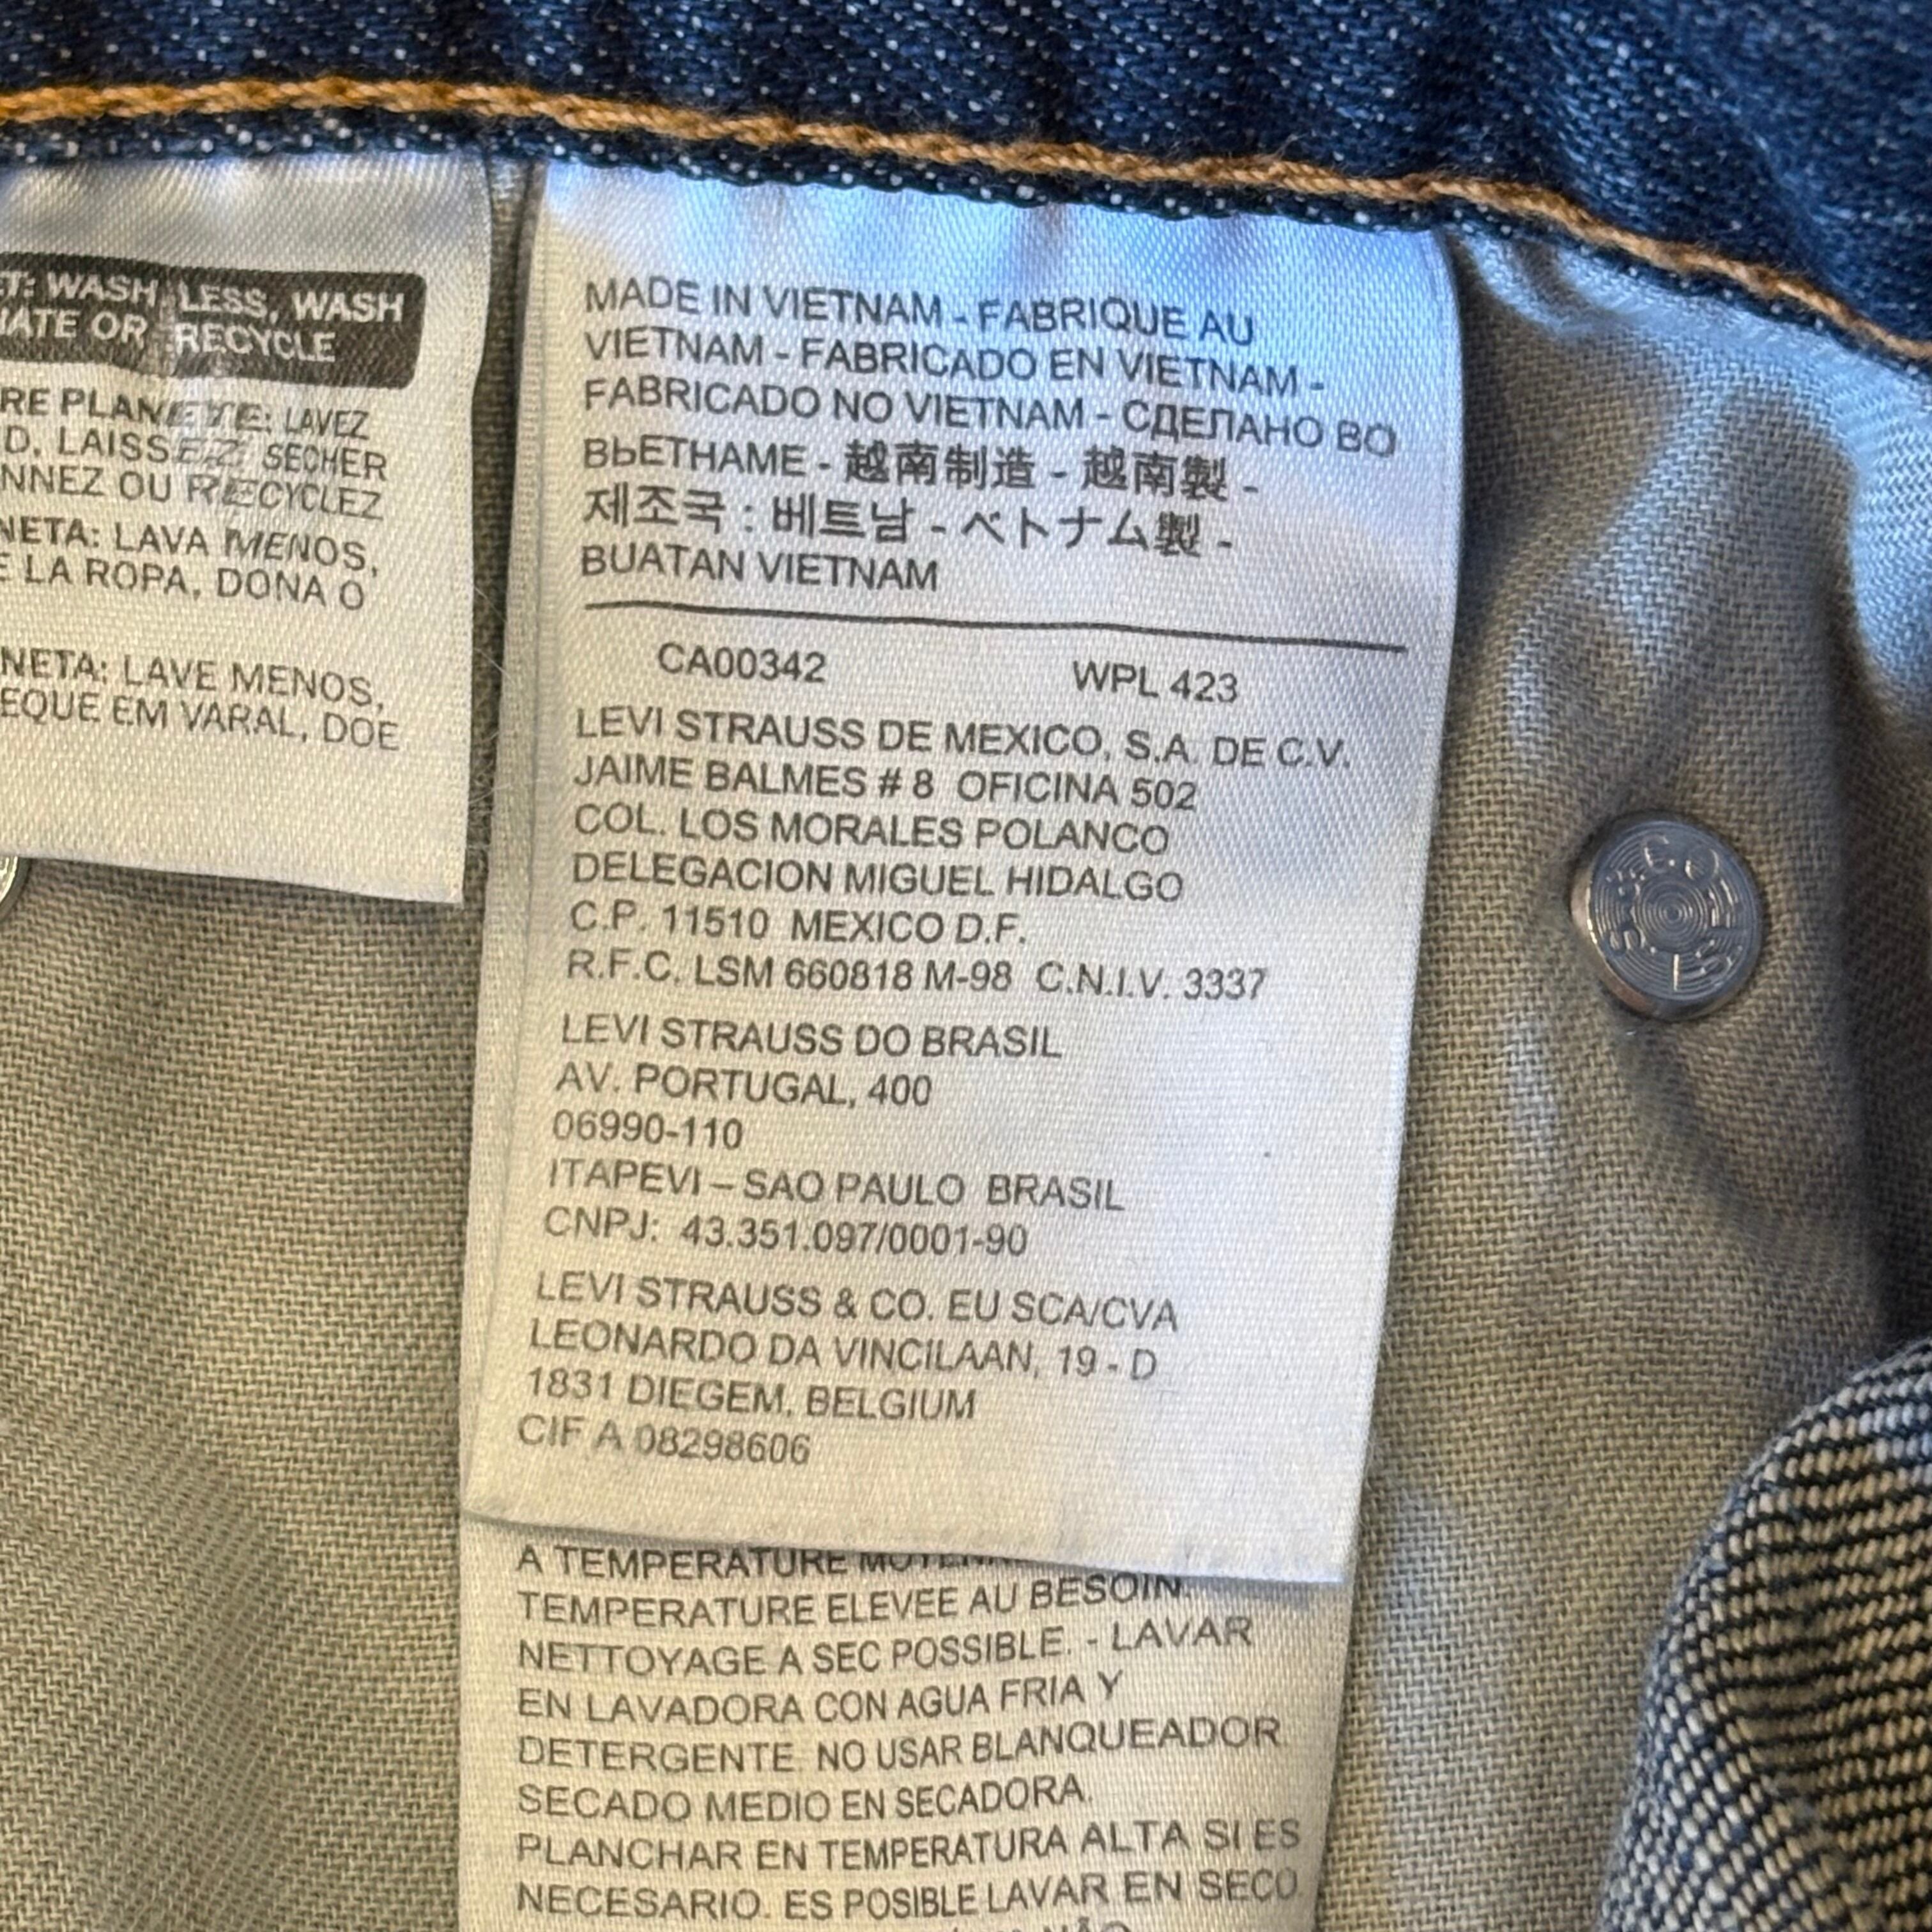 T: WASH LESS, WASH
ATE OR RECYCLE
RE PLANETE: LAVEZ
D, LAISSEZ SECHER
NNEZ OU RECYCLEZ
NETA: LAVA MENOS,
E LA ROPA, DONA O
NETA: LAVE MENOS,
EQUE EM VARAL, DOE
MADE IN VIETNAM - FABRIQUE AU
VIETNAM - FABRICADO EN VIETNAM -
FABRICADO NO VIETNAM - СДЕЛАНО ВО
ВЬЕТНАМЕ - 越南制造 - 越南製 -
제조국 : 베트남 - ベトナム製 -
BUATAN VIETNAM
CA00342 WPL 423
LEVI STRAUSS DE MEXICO, S.A. DE C.V.
JAIME BALMES # 8 OFICINA 502
COL. LOS MORALES POLANCO
DELEGACION MIGUEL HIDALGO
C.P. 11510 MEXICO D.F.
R.F.C. LSM 660818 M-98 C.N.I.V. 3337
LEVI STRAUSS DO BRASIL
AV. PORTUGAL, 400
06990-110
ITAPEVI – SAO PAULO BRASIL
CNPJ: 43.351.097/0001-90
LEVI STRAUSS & CO. EU SCA/CVA
LEONARDO DA VINCILAAN, 19 - D
1831 DIEGEM, BELGIUM
CIF A 08298606
A TEMPERATURE
TEMPERATURE ELEVEE AU BESOIN.
NETTOYAGE A SEC POSSIBLE. - LAVAR
EN LAVADORA CON AGUA FRIA Y
DETERGENTE. NO USAR BLANQUEADOR.
SECADO MEDIO EN SECADORA.
PLANCHAR EN TEMPERATURA ALTA SI ES
NECESARIO. ES POSIBLE LAVAR EN SECO.